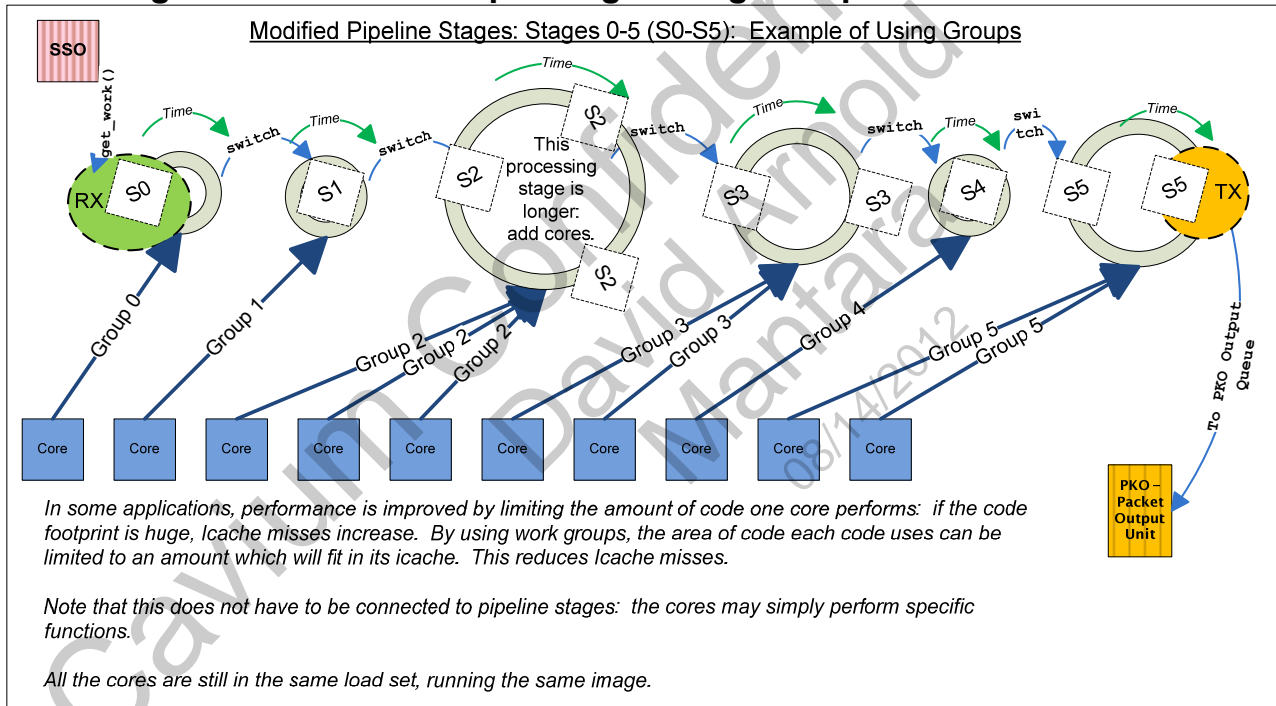 Modified Pipeline Stages: Stages 0-5 (S0-S5): Example of Using Groups
SSO
get_work()
Time
switch
Time
switch
Time
switch
Time
switch
Time
swi
tch
Time
RX
S0
S1
S2
S2
S2
This
processing
stage is
longer:
add cores.
S3
S3
S4
S5
S5
TX
Group 0
Group 1
Group 2
Group 2
Group 2
Group 3
Group 3
Group 4
Group 5
Group 5
To PKO Output
Queue
Core
Core
Core
Core
Core
Core
Core
Core
Core
Core
PKO –
Packet
Output
Unit
In some applications, performance is improved by limiting the amount of code one core performs: if the code
footprint is huge, Icache misses increase. By using work groups, the area of code each code uses can be
limited to an amount which will fit in its icache. This reduces Icache misses.
Note that this does not have to be connected to pipeline stages: the cores may simply perform specific
functions.
All the cores are still in the same load set, running the same image.
Cavium Confiden
David Arnold
Mantara
08/14/2012